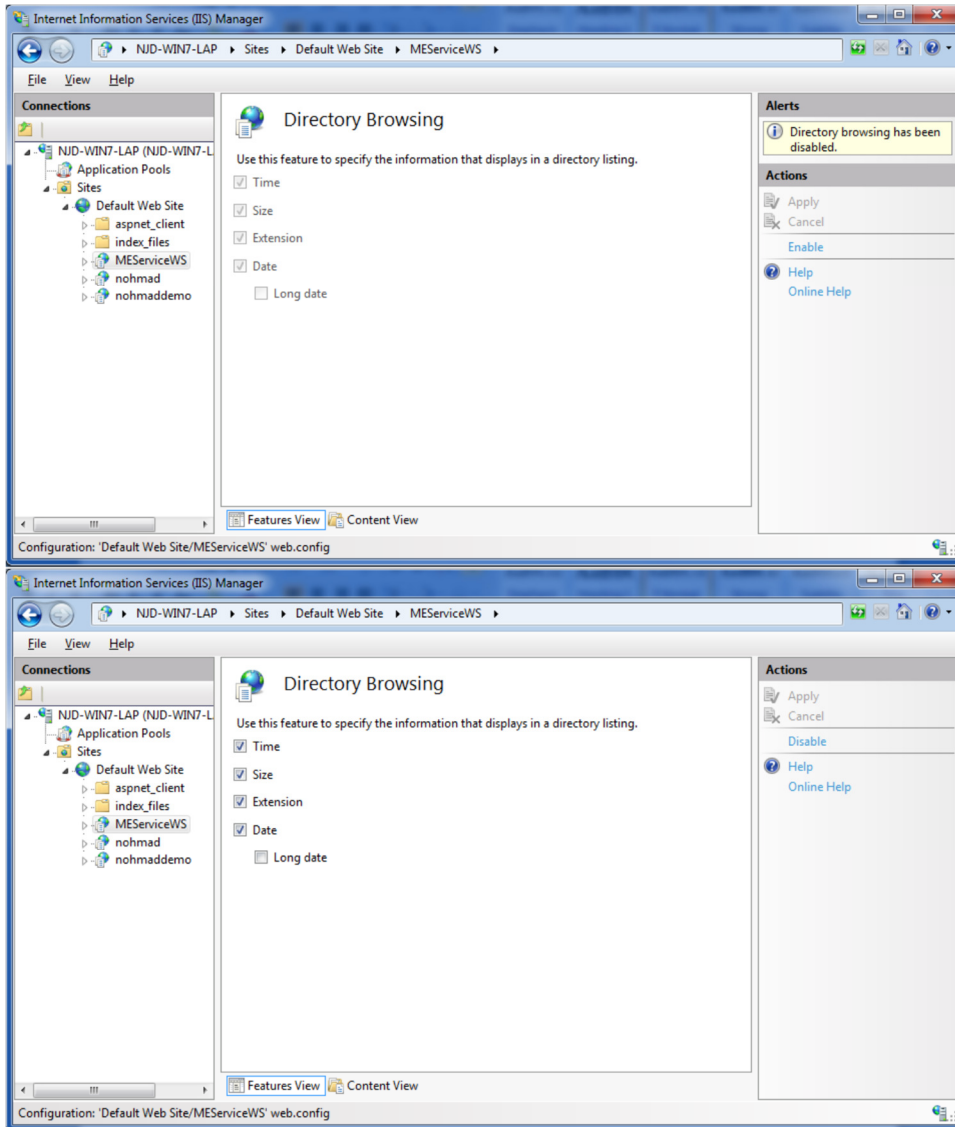 Internet Information Services (IIS) Manager
NJD-WIN7-LAP Sites Default Web Site MEServiceWS
File View Help
Connections
NJD-WIN7-LAP (NJD-WIN7-L
Application Pools
Sites
Default Web Site
aspnet_client
index_files
MEServiceWS
nohmad
nohmaddemo
Directory Browsing
Use this feature to specify the information that displays in a directory listing.
Time
Size
Extension
Date
Long date
Features View Content View
Alerts
Directory browsing has been
disabled.
Actions
Apply
Cancel
Enable
Help
Online Help
Configuration: 'Default Web Site/MEServiceWS' web.config
Internet Information Services (IIS) Manager
NJD-WIN7-LAP Sites Default Web Site MEServiceWS
File View Help
Connections
NJD-WIN7-LAP (NJD-WIN7-L
Application Pools
Sites
Default Web Site
aspnet_client
index_files
MEServiceWS
nohmad
nohmaddemo
Directory Browsing
Use this feature to specify the information that displays in a directory listing.
Time
Size
Extension
Date
Long date
Features View Content View
Actions
Apply
Cancel
Disable
Help
Online Help
Configuration: 'Default Web Site/MEServiceWS' web.config